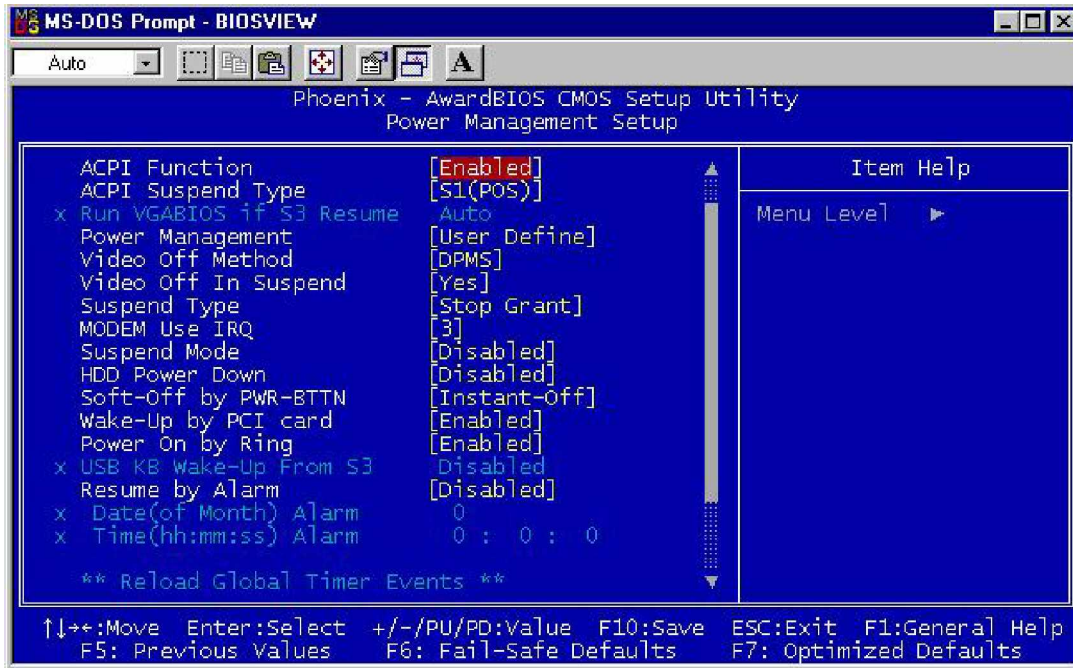 MS-DOS Prompt - BIOSVIEW
Auto
A
Phoenix - AwardBIOS CMOS Setup Utility
Power Management Setup
ACPI Function [Enabled]
ACPI Suspend Type [S1(POS)]
x Run VGABIOS if S3 Resume Auto
Power Management [User Define]
Video Off Method [DPMS]
Video Off In Suspend [Yes]
Suspend Type [Stop Grant]
MODEM Use IRQ [3]
Suspend Mode [Disabled]
HDD Power Down [Disabled]
Soft-Off by PWR-BTTN [Instant-Off]
Wake-Up by PCI card [Enabled]
Power On by Ring [Enabled]
x USB KB Wake-Up From S3 Disabled
Resume by Alarm [Disabled]
x Date(of Month) Alarm 0
x Time(hh:mm:ss) Alarm 0 : 0 : 0
** Reload Global Timer Events **
Item Help
Menu Level ►
↑↓→←:Move Enter:Select +/-/PU/PD:Value F10:Save ESC:Exit F1:General Help
F5: Previous Values F6: Fail-Safe Defaults F7: Optimized Defaults